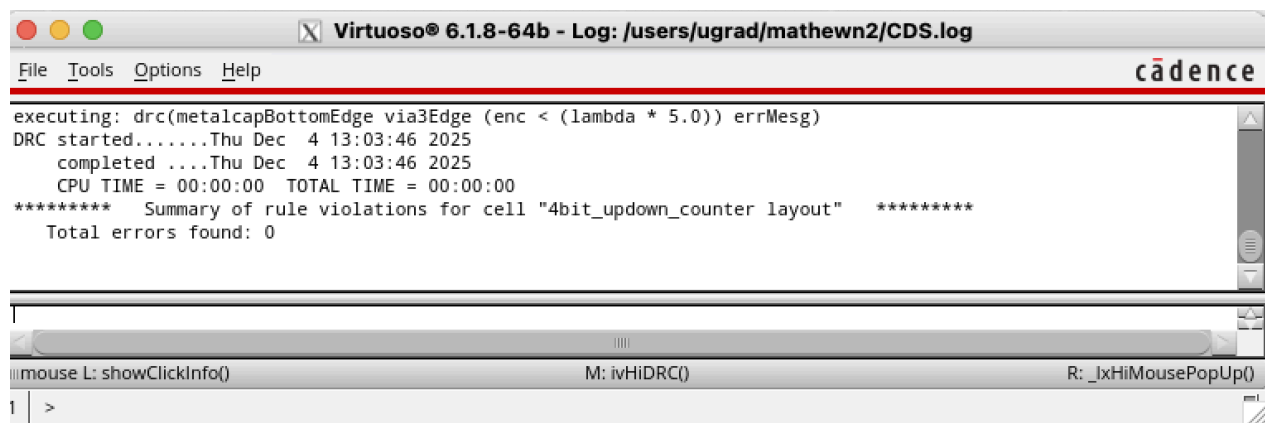 Virtuoso® 6.1.8-64b - Log: /users/ugrad/mathewn2/CDS.log
File Tools Options Help
cādence
executing: drc(metalcapBottomEdge via3Edge (enc < (lambda * 5.0)) errMesg)
DRC started.......Thu Dec  4 13:03:46 2025
    completed ....Thu Dec  4 13:03:46 2025
    CPU TIME = 00:00:00  TOTAL TIME = 00:00:00
*********   Summary of rule violations for cell "4bit_updown_counter layout"   *********
   Total errors found: 0
mouse L: showClickInfo() M: ivHiDRC() R: _lxHiMousePopUp()
1 >